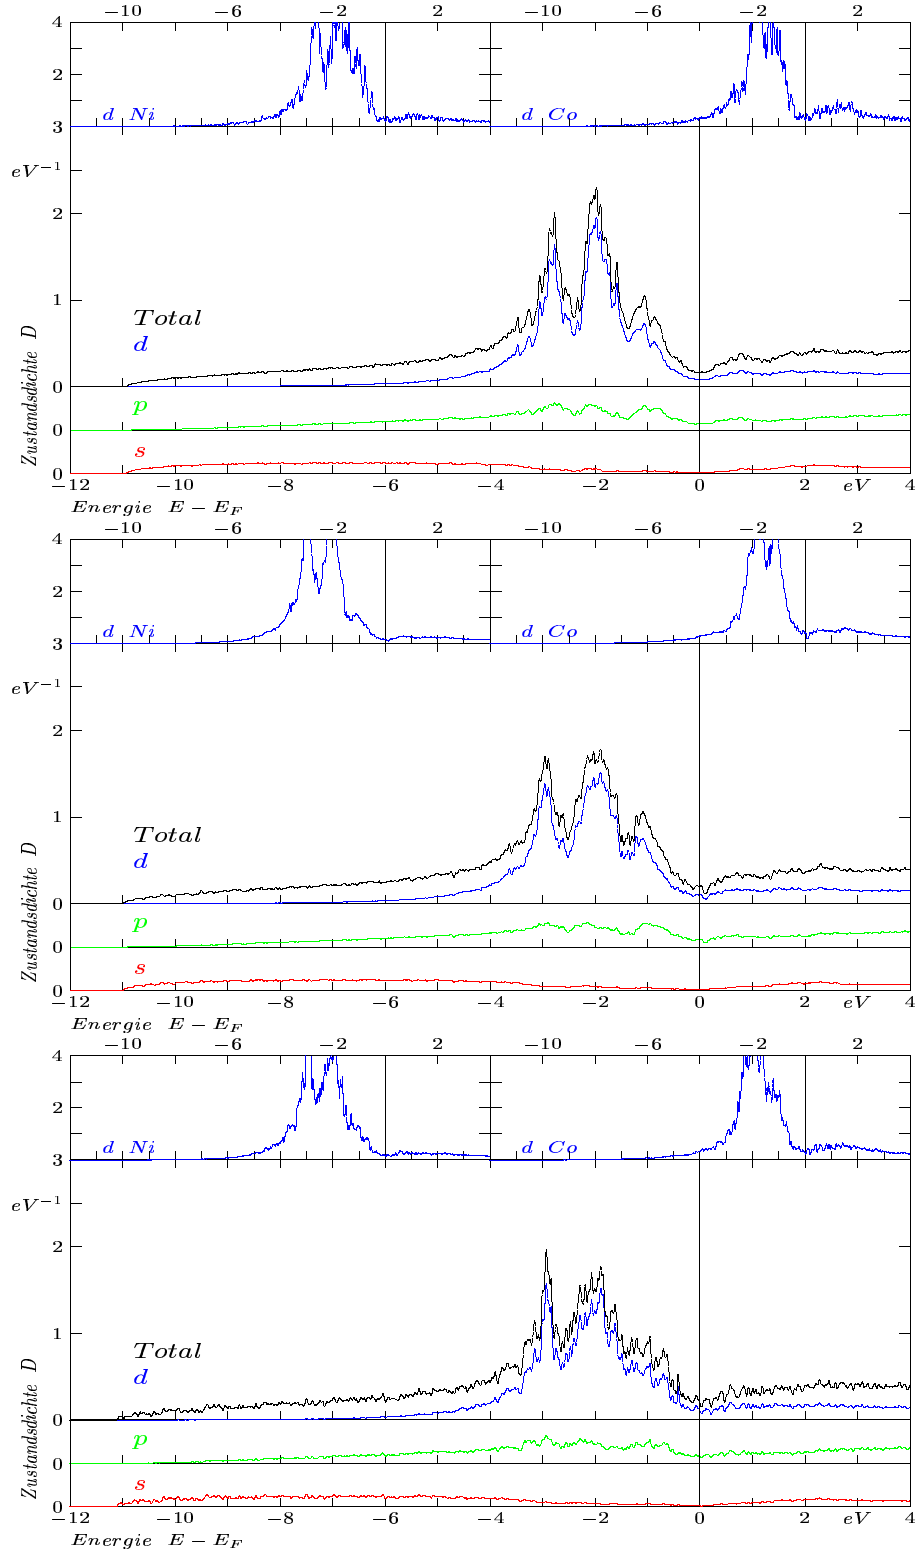 −10 −6 −2 2 −10 −6 −2 2
4
2
d Ni d Co
3
eV⁻¹
2
1
Total
d
0
p
0
s
0
Zustandsdichte D
−12 −10 −8 −6 −4 −2 0 2 eV 4
Energie E − E_F
−10 −6 −2 2 −10 −6 −2 2
4
2
d Ni d Co
3
eV⁻¹
2
1
Total
d
0
p
0
s
0
Zustandsdichte D
−12 −10 −8 −6 −4 −2 0 2 eV 4
Energie E − E_F
−10 −6 −2 2 −10 −6 −2 2
4
2
d Ni d Co
3
eV⁻¹
2
1
Total
d
0
p
0
s
0
Zustandsdichte D
−12 −10 −8 −6 −4 −2 0 2 eV 4
Energie E − E_F